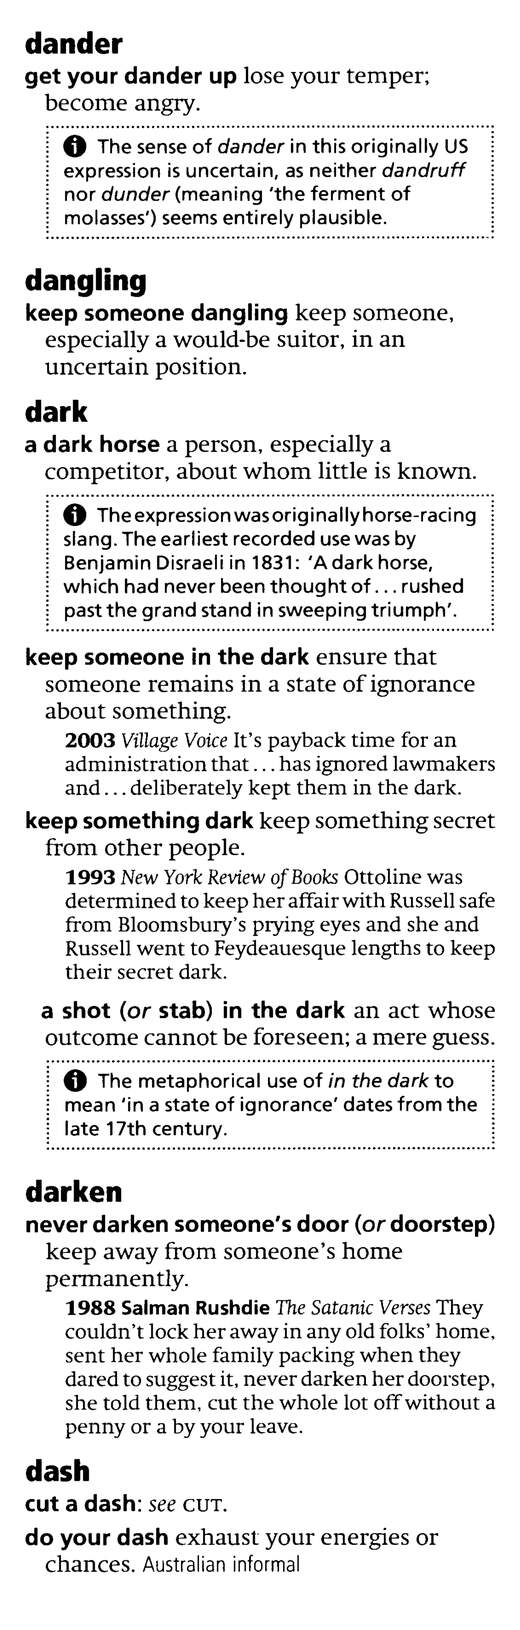 dander
get your dander up lose your temper;
become angry.
i The sense of dander in this originally US
expression is uncertain, as neither dandruff
nor dunder (meaning 'the ferment of
molasses') seems entirely plausible.
dangling
keep someone dangling keep someone,
especially a would-be suitor, in an
uncertain position.
dark
a dark horse a person, especially a
competitor, about whom little is known.
i The expression was originally horse-racing
slang. The earliest recorded use was by
Benjamin Disraeli in 1831: 'A dark horse,
which had never been thought of... rushed
past the grand stand in sweeping triumph'.
keep someone in the dark ensure that
someone remains in a state of ignorance
about something.
2003 Village Voice It's payback time for an
administration that... has ignored lawmakers
and... deliberately kept them in the dark.
keep something dark keep something secret
from other people.
1993 New York Review of Books Ottoline was
determined to keep her affair with Russell safe
from Bloomsbury's prying eyes and she and
Russell went to Feydeauesque lengths to keep
their secret dark.
a shot (or stab) in the dark an act whose
outcome cannot be foreseen; a mere guess.
i The metaphorical use of in the dark to
mean 'in a state of ignorance' dates from the
late 17th century.
darken
never darken someone's door (or doorstep)
keep away from someone's home
permanently.
1988 Salman Rushdie The Satanic Verses They
couldn't lock her away in any old folks' home,
sent her whole family packing when they
dared to suggest it, never darken her doorstep,
she told them, cut the whole lot off without a
penny or a by your leave.
dash
cut a dash: see CUT.
do your dash exhaust your energies or
chances. Australian informal